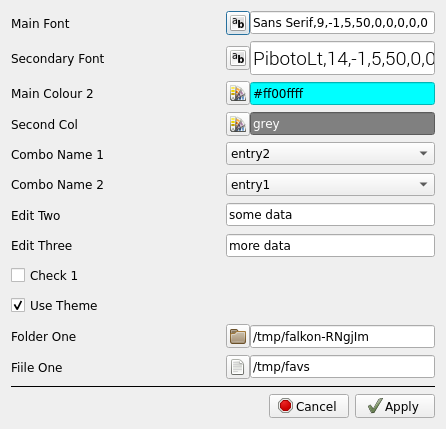 Main Font ab Sans Serif,9,-1,5,50,0,0,0,0,0
Secondary Font ab PibotoLt,14,-1,5,50,0,0
Main Colour 2 #ff00ffff
Second Col grey
Combo Name 1 entry2
Combo Name 2 entry1
Edit Two some data
Edit Three more data
Check 1
Use Theme
Folder One /tmp/falkon-RNgjIm
Fiile One /tmp/favs
Cancel Apply